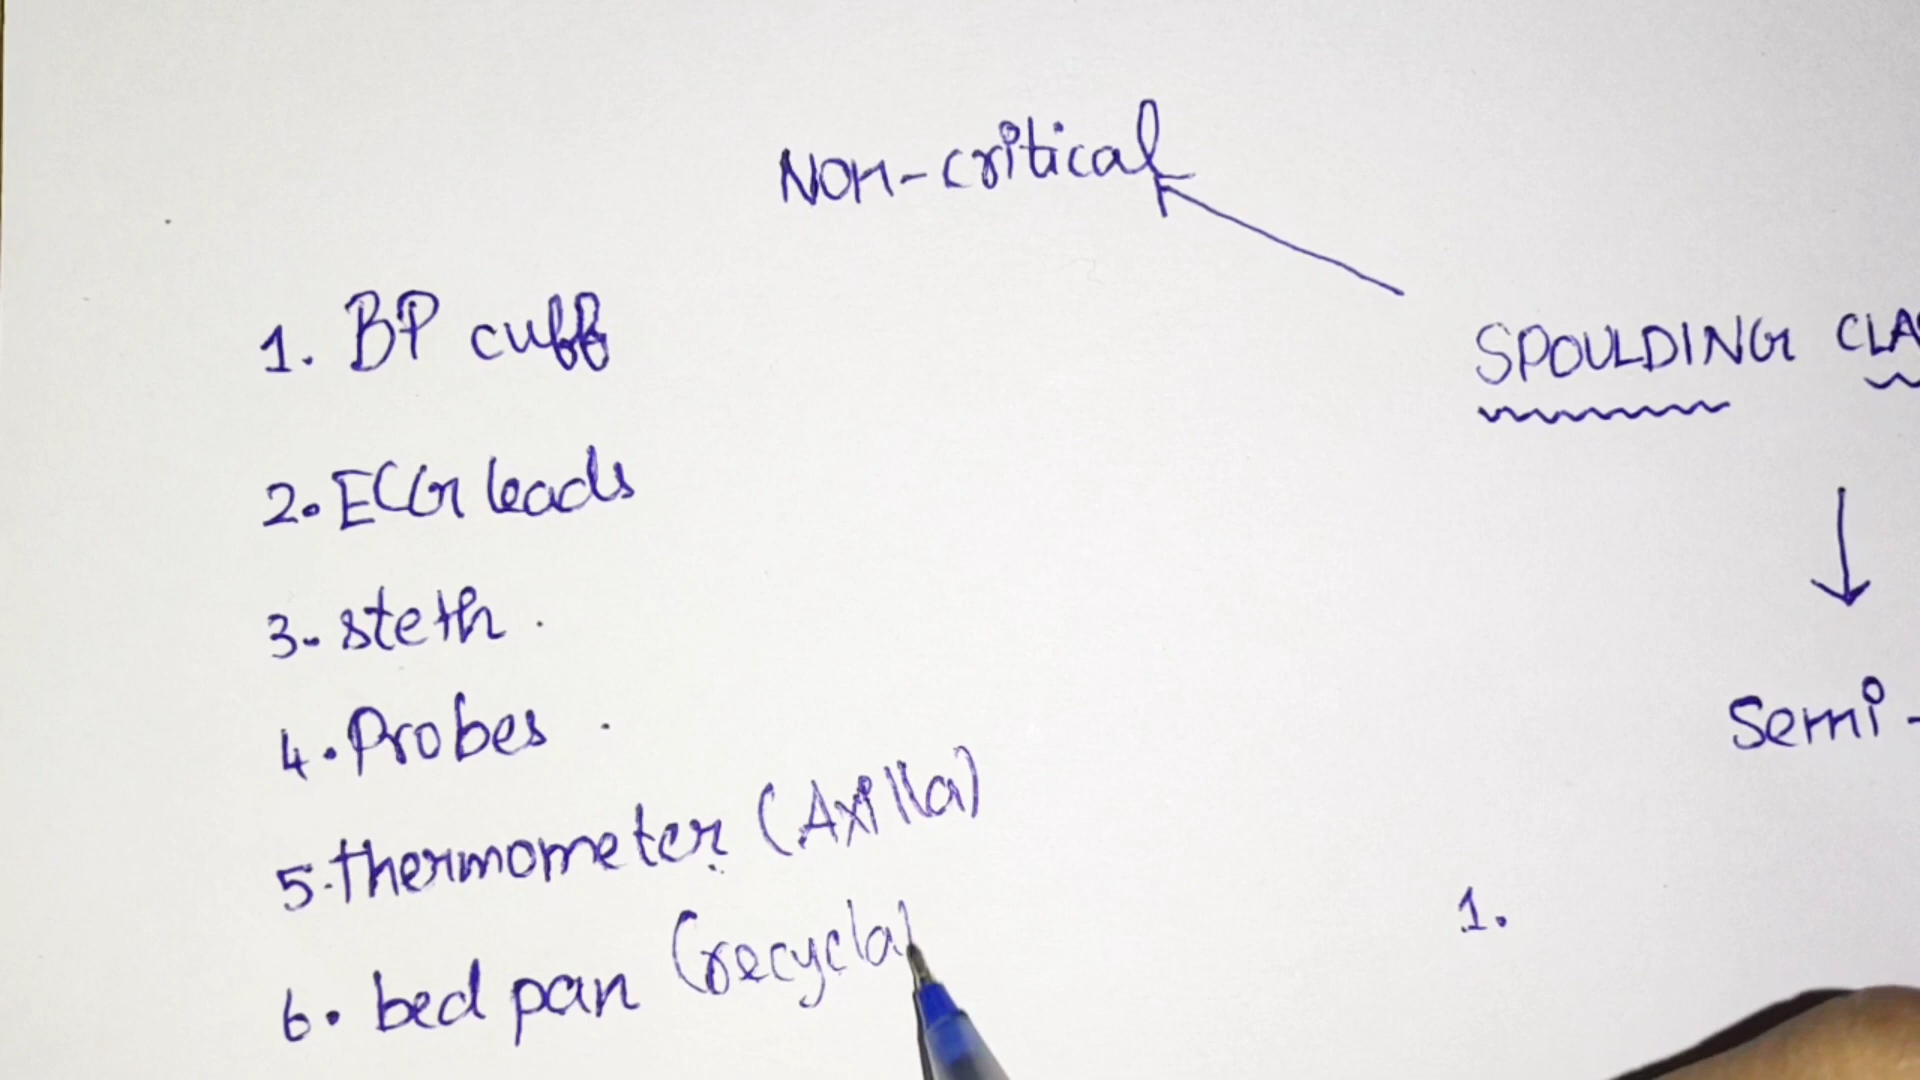 Non-critical
1. BP cuff
SPOULDING CLA
2. ECG leads
3. steth.
4. Probes.
Semi-
5. thermometer (Axilla)
1.
6. bed pan (recycla